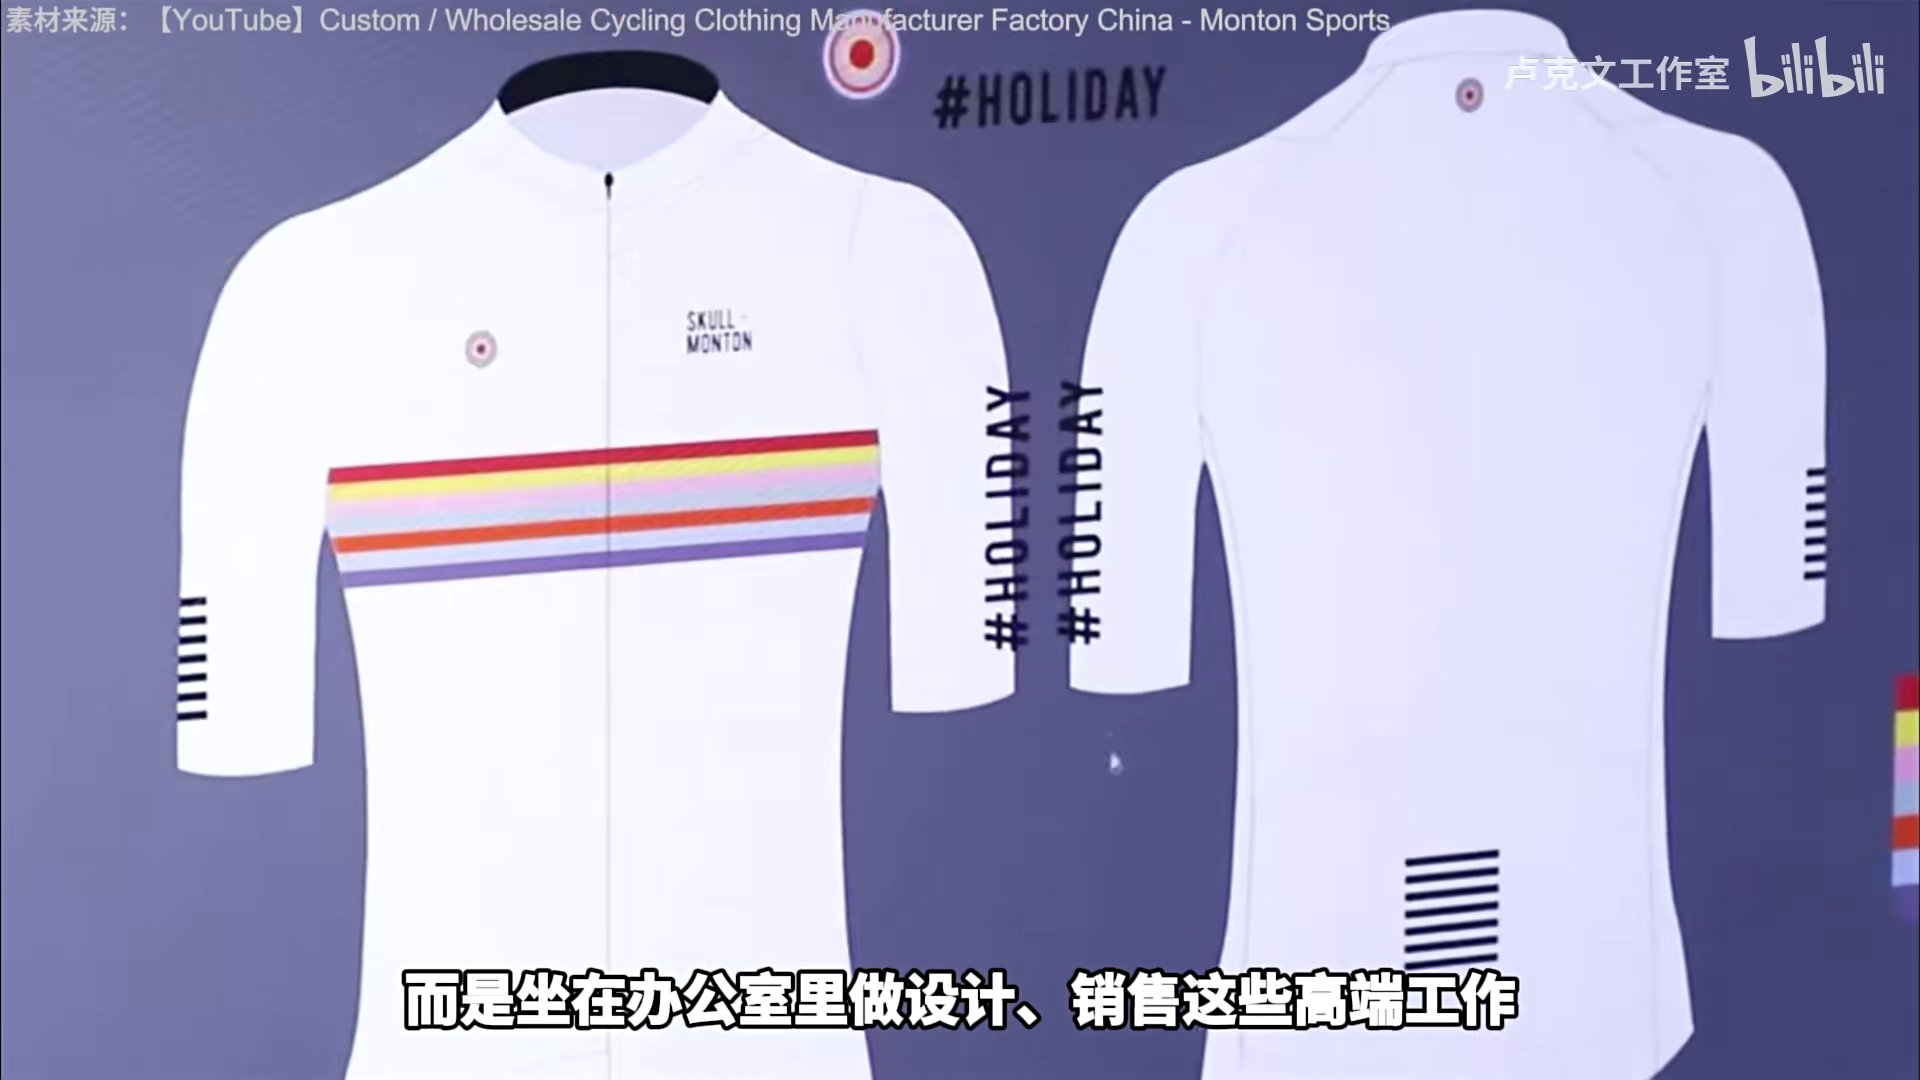 素材来源：【YouTube】Custom / Wholesale Cycling Clothing Manufacturer Factory China - Monton Sports
卢克文工作室 bilibili
#HOLIDAY
SKULL -
MONTON
#HOLIDAY
#HOLIDAY
而是坐在办公室里做设计、销售这些高端工作